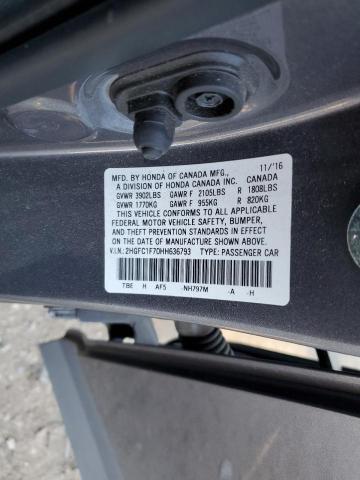 MFD. BY HONDA OF CANADA MFG., 11/16
A DIVISION OF HONDA CANADA INC. CANADA
GVWR 3902LBS GAWR F 2105LBS R 1808LBS
GVWR 1770KG GAWR F 955KG R 820KG
THIS VEHICLE CONFORMS TO ALL APPLICABLE
FEDERAL MOTOR VEHICLE SAFETY, BUMPER,
AND THEFT PREVENTION STANDARDS IN EFFECT
ON THE DATE OF MANUFACTURE SHOWN ABOVE.
V.I.N.: 2HGFC1F70HH636793 TYPE: PASSENGER CAR
TBE H AF5 NH797M -A -H